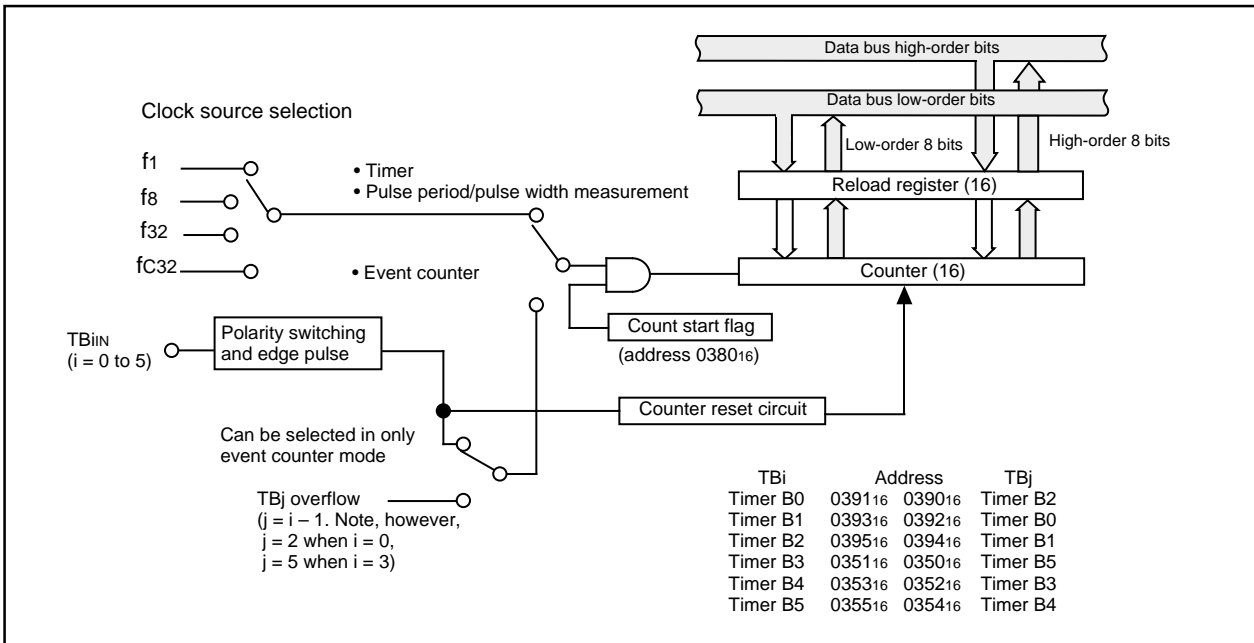 Data bus high-order bits
Data bus low-order bits
Clock source selection
Low-order 8 bits
High-order 8 bits
f1
f8
f32
fC32
• Timer
• Pulse period/pulse width measurement
• Event counter
Reload register (16)
Counter (16)
Count start flag
(address 038016)
TBiIN
(i = 0 to 5)
Polarity switching
and edge pulse
Counter reset circuit
Can be selected in only
event counter mode
TBj overflow
(j = i – 1. Note, however,
j = 2 when i = 0,
j = 5 when i = 3)
TBi Address TBj
Timer B0 039116 039016 Timer B2
Timer B1 039316 039216 Timer B0
Timer B2 039516 039416 Timer B1
Timer B3 035116 035016 Timer B5
Timer B4 035316 035216 Timer B3
Timer B5 035516 035416 Timer B4